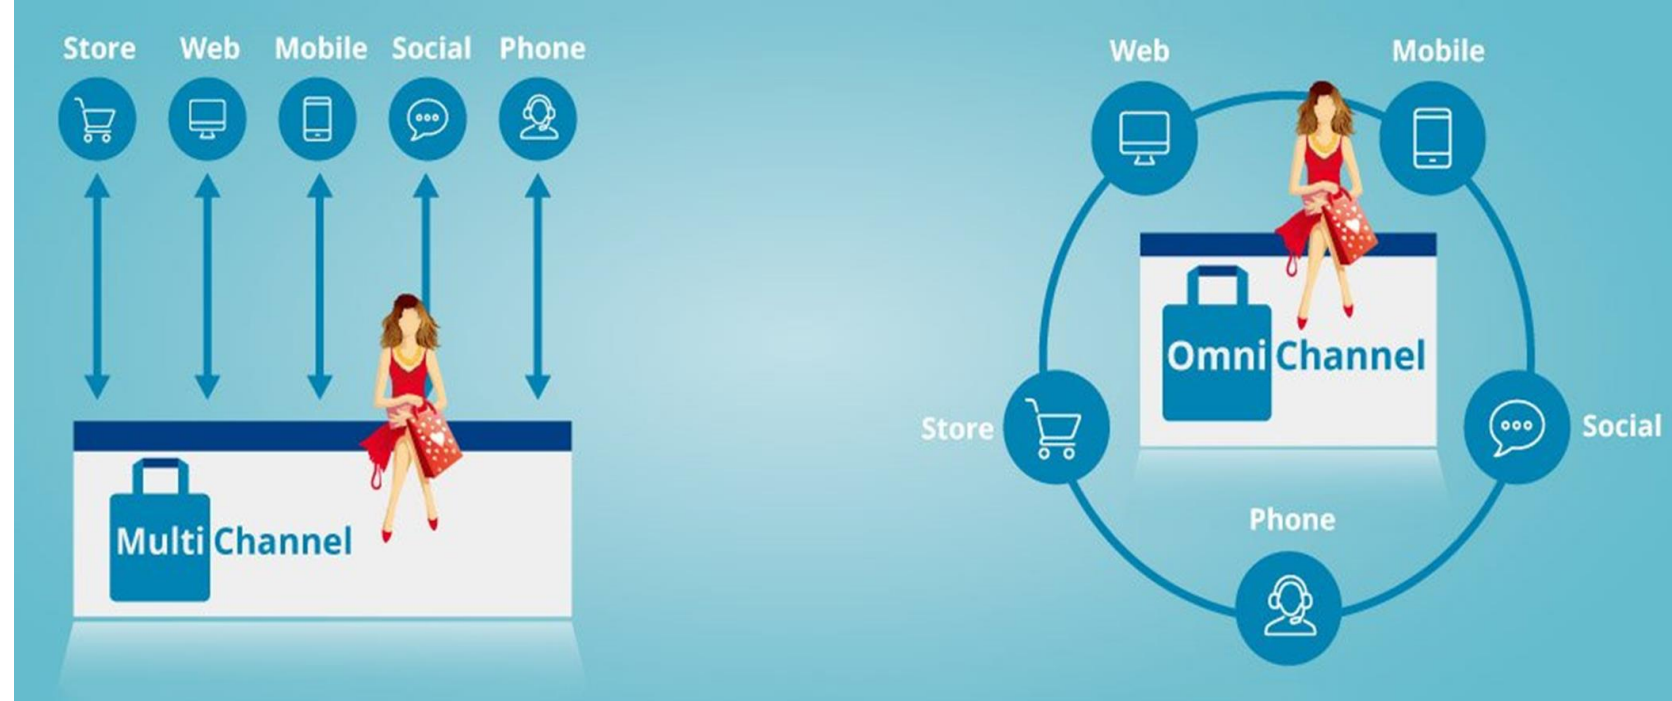 Store Web Mobile Social Phone
Multi Channel
Web Mobile
Omni Channel
Store
Social
Phone